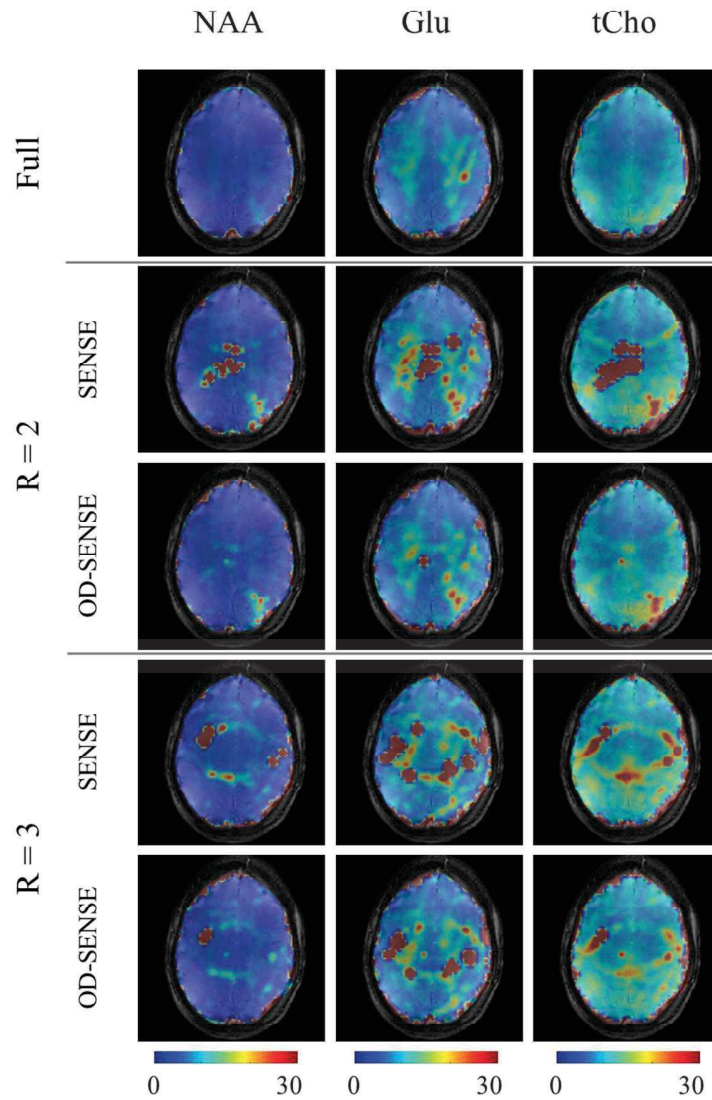 NAA Glu tCho
Full
R = 2
SENSE
OD-SENSE
R = 3
SENSE
OD-SENSE
0 30 0 30 0 30